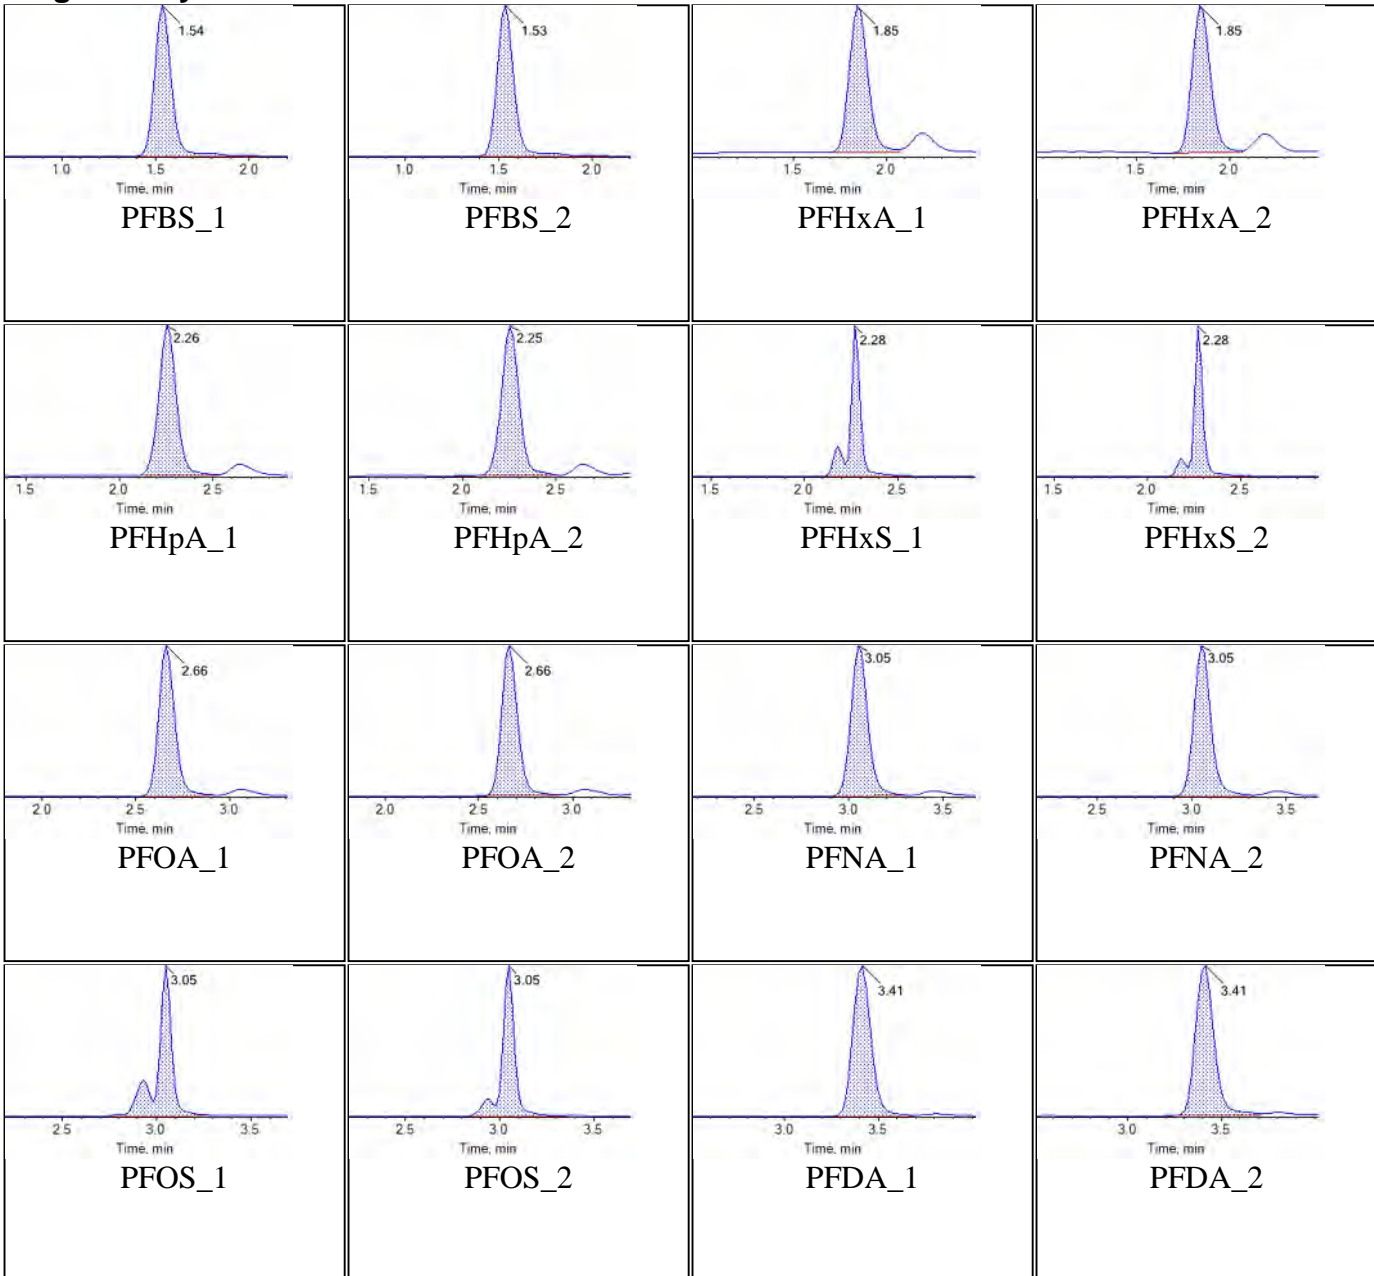 1.54 1.53 1.85 1.85
1.0 1.5 2.0 1.0 1.5 2.0 1.5 2.0 1.5 2.0
Time, min Time, min Time, min Time, min
PFBS_1 PFBS_2 PFHxA_1 PFHxA_2
2.26 2.25 2.28 2.28
1.5 2.0 2.5 1.5 2.0 2.5 1.5 2.0 2.5 1.5 2.0 2.5
Time, min Time, min Time, min Time, min
PFHpA_1 PFHpA_2 PFHxS_1 PFHxS_2
2.66 2.66 3.05 3.05
2.0 2.5 3.0 2.0 2.5 3.0 2.5 3.0 3.5 2.5 3.0 3.5
Time, min Time, min Time, min Time, min
PFOA_1 PFOA_2 PFNA_1 PFNA_2
3.05 3.05 3.41 3.41
2.5 3.0 3.5 2.5 3.0 3.5 3.0 3.5 3.0 3.5
Time, min Time, min Time, min Time, min
PFOS_1 PFOS_2 PFDA_1 PFDA_2